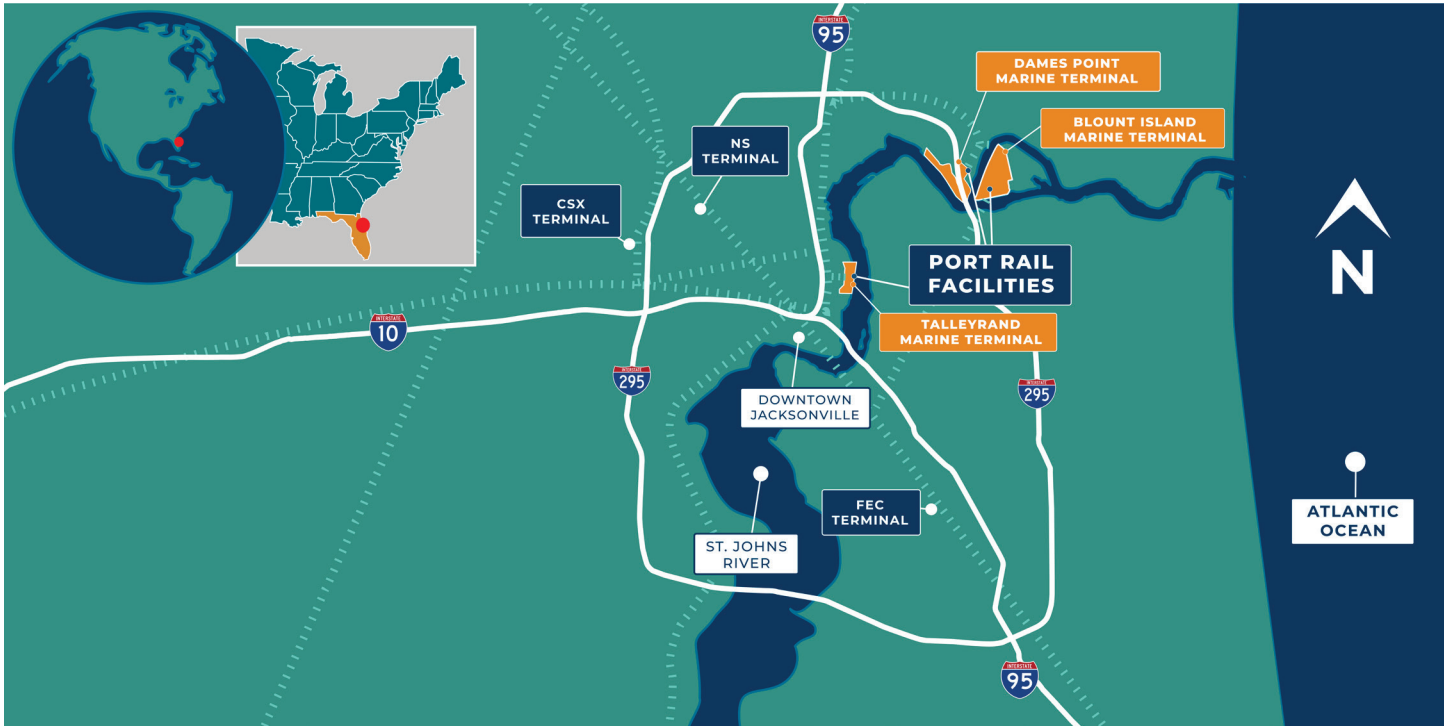 INTERSTATE
95
DAMES POINT
MARINE TERMINAL
BLOUNT ISLAND
MARINE TERMINAL
NS
TERMINAL
CSX
TERMINAL
PORT RAIL
FACILITIES
N
TALLEYRAND
MARINE TERMINAL
INTERSTATE
10
INTERSTATE
295
INTERSTATE
295
DOWNTOWN
JACKSONVILLE
FEC
TERMINAL
ATLANTIC
OCEAN
ST. JOHNS
RIVER
INTERSTATE
95